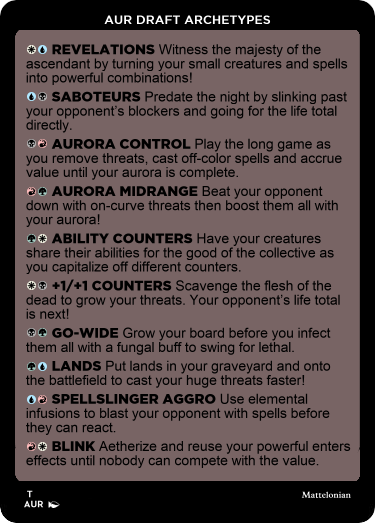 AUR DRAFT ARCHETYPES
REVELATIONS Witness the majesty of the
ascendant by turning your small creatures and spells
into powerful combinations!
SABOTEURS Predate the night by slinking past
your opponent's blockers and going for the life total
directly.
AURORA CONTROL Play the long game as
you remove threats, cast off-color spells and accrue
value until your aurora is complete.
AURORA MIDRANGE Beat your opponent
down with on-curve threats then boost them all with
your aurora!
ABILITY COUNTERS Have your creatures
share their abilities for the good of the collective as
you capitalize off different counters.
+1/+1 COUNTERS Scavenge the flesh of the
dead to grow your threats. Your opponent's life total
is next!
GO-WIDE Grow your board before you infect
them all with a fungal buff to swing for lethal.
LANDS Put lands in your graveyard and onto
the battlefield to cast your huge threats faster!
SPELLSLINGER AGGRO Use elemental
infusions to blast your opponent with spells before
they can react.
BLINK Aetherize and reuse your powerful enters
effects until nobody can compete with the value.
T
AUR
Mattelonian